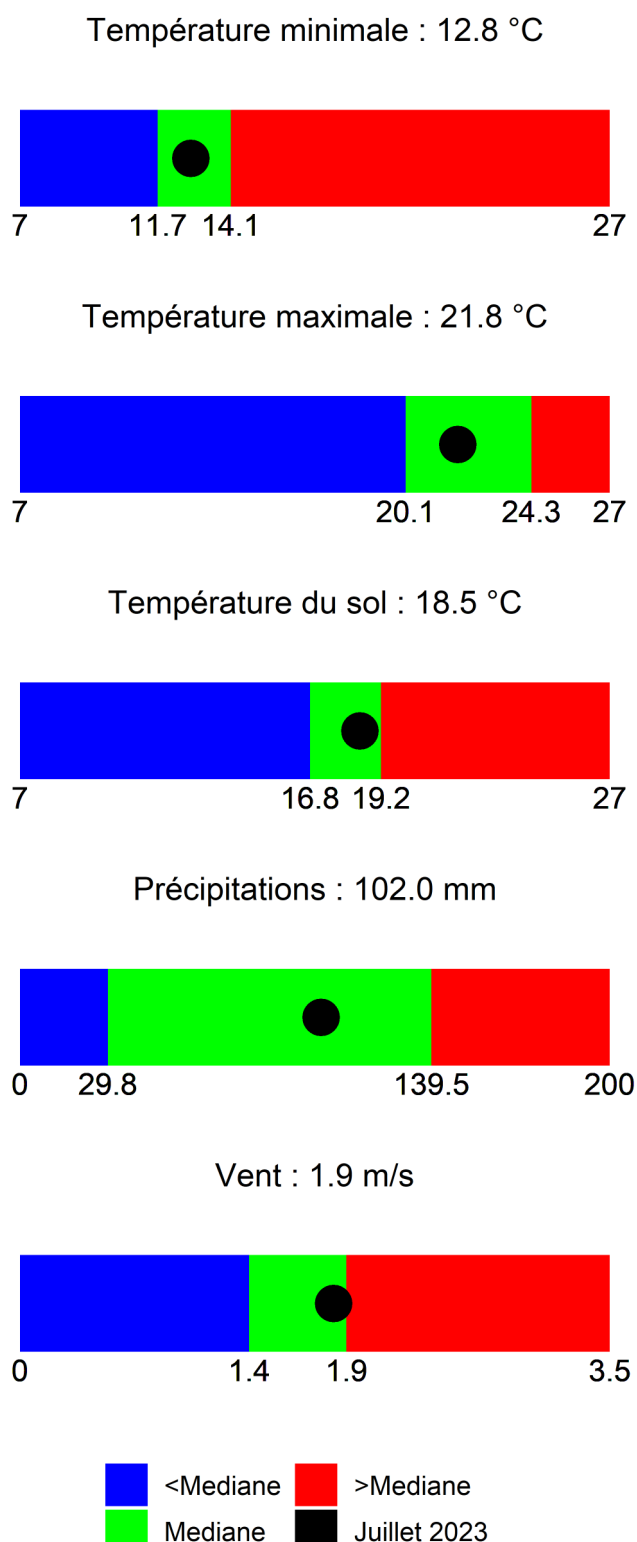 Température minimale : 12.8 °C
7 11.7 14.1 27
Température maximale : 21.8 °C
7 20.1 24.3 27
Température du sol : 18.5 °C
7 16.8 19.2 27
Précipitations : 102.0 mm
0 29.8 139.5 200
Vent : 1.9 m/s
0 1.4 1.9 3.5
<Mediane >Mediane
Mediane Juillet 2023